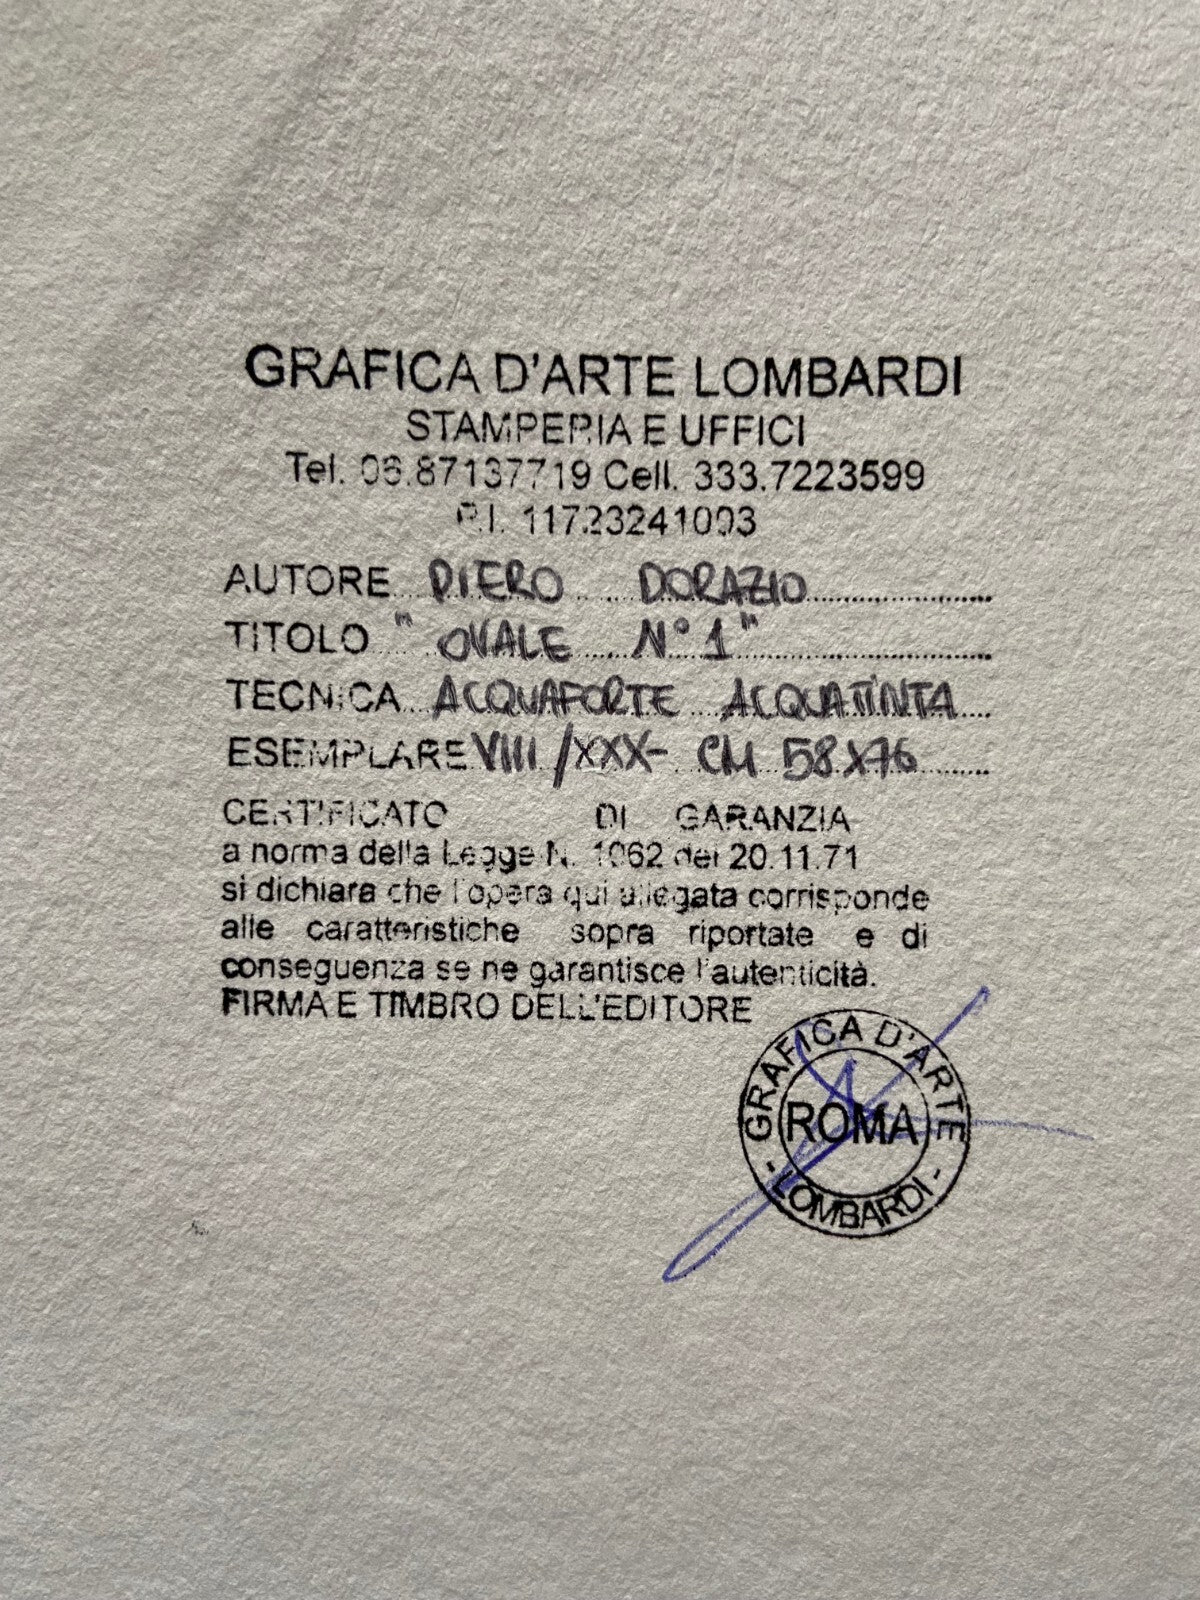 GRAFICA D'ARTE LOMBARDI
STAMPERIA E UFFICI
Tel. 06.87137719 Cell. 333.7223599
P.I. 11723241003
AUTORE PIERO DORAZIO
TITOLO "OVALE N° 1"
TECNICA ACQUAFORTE ACQUATINTA
ESEMPLARE VIII/XXX- CM 58x76
CERTIFICATO DI GARANZIA
a norma della Legge N. 1062 del 20.11.71
si dichiara che l'opera qui allegata corrisponde
alle caratteristiche sopra riportate e di
conseguenza se ne garantisce l'autenticità.
FIRMA E TIMBRO DELL'EDITORE
GRAFICA D'ARTE
ROMA
- LOMBARDI -